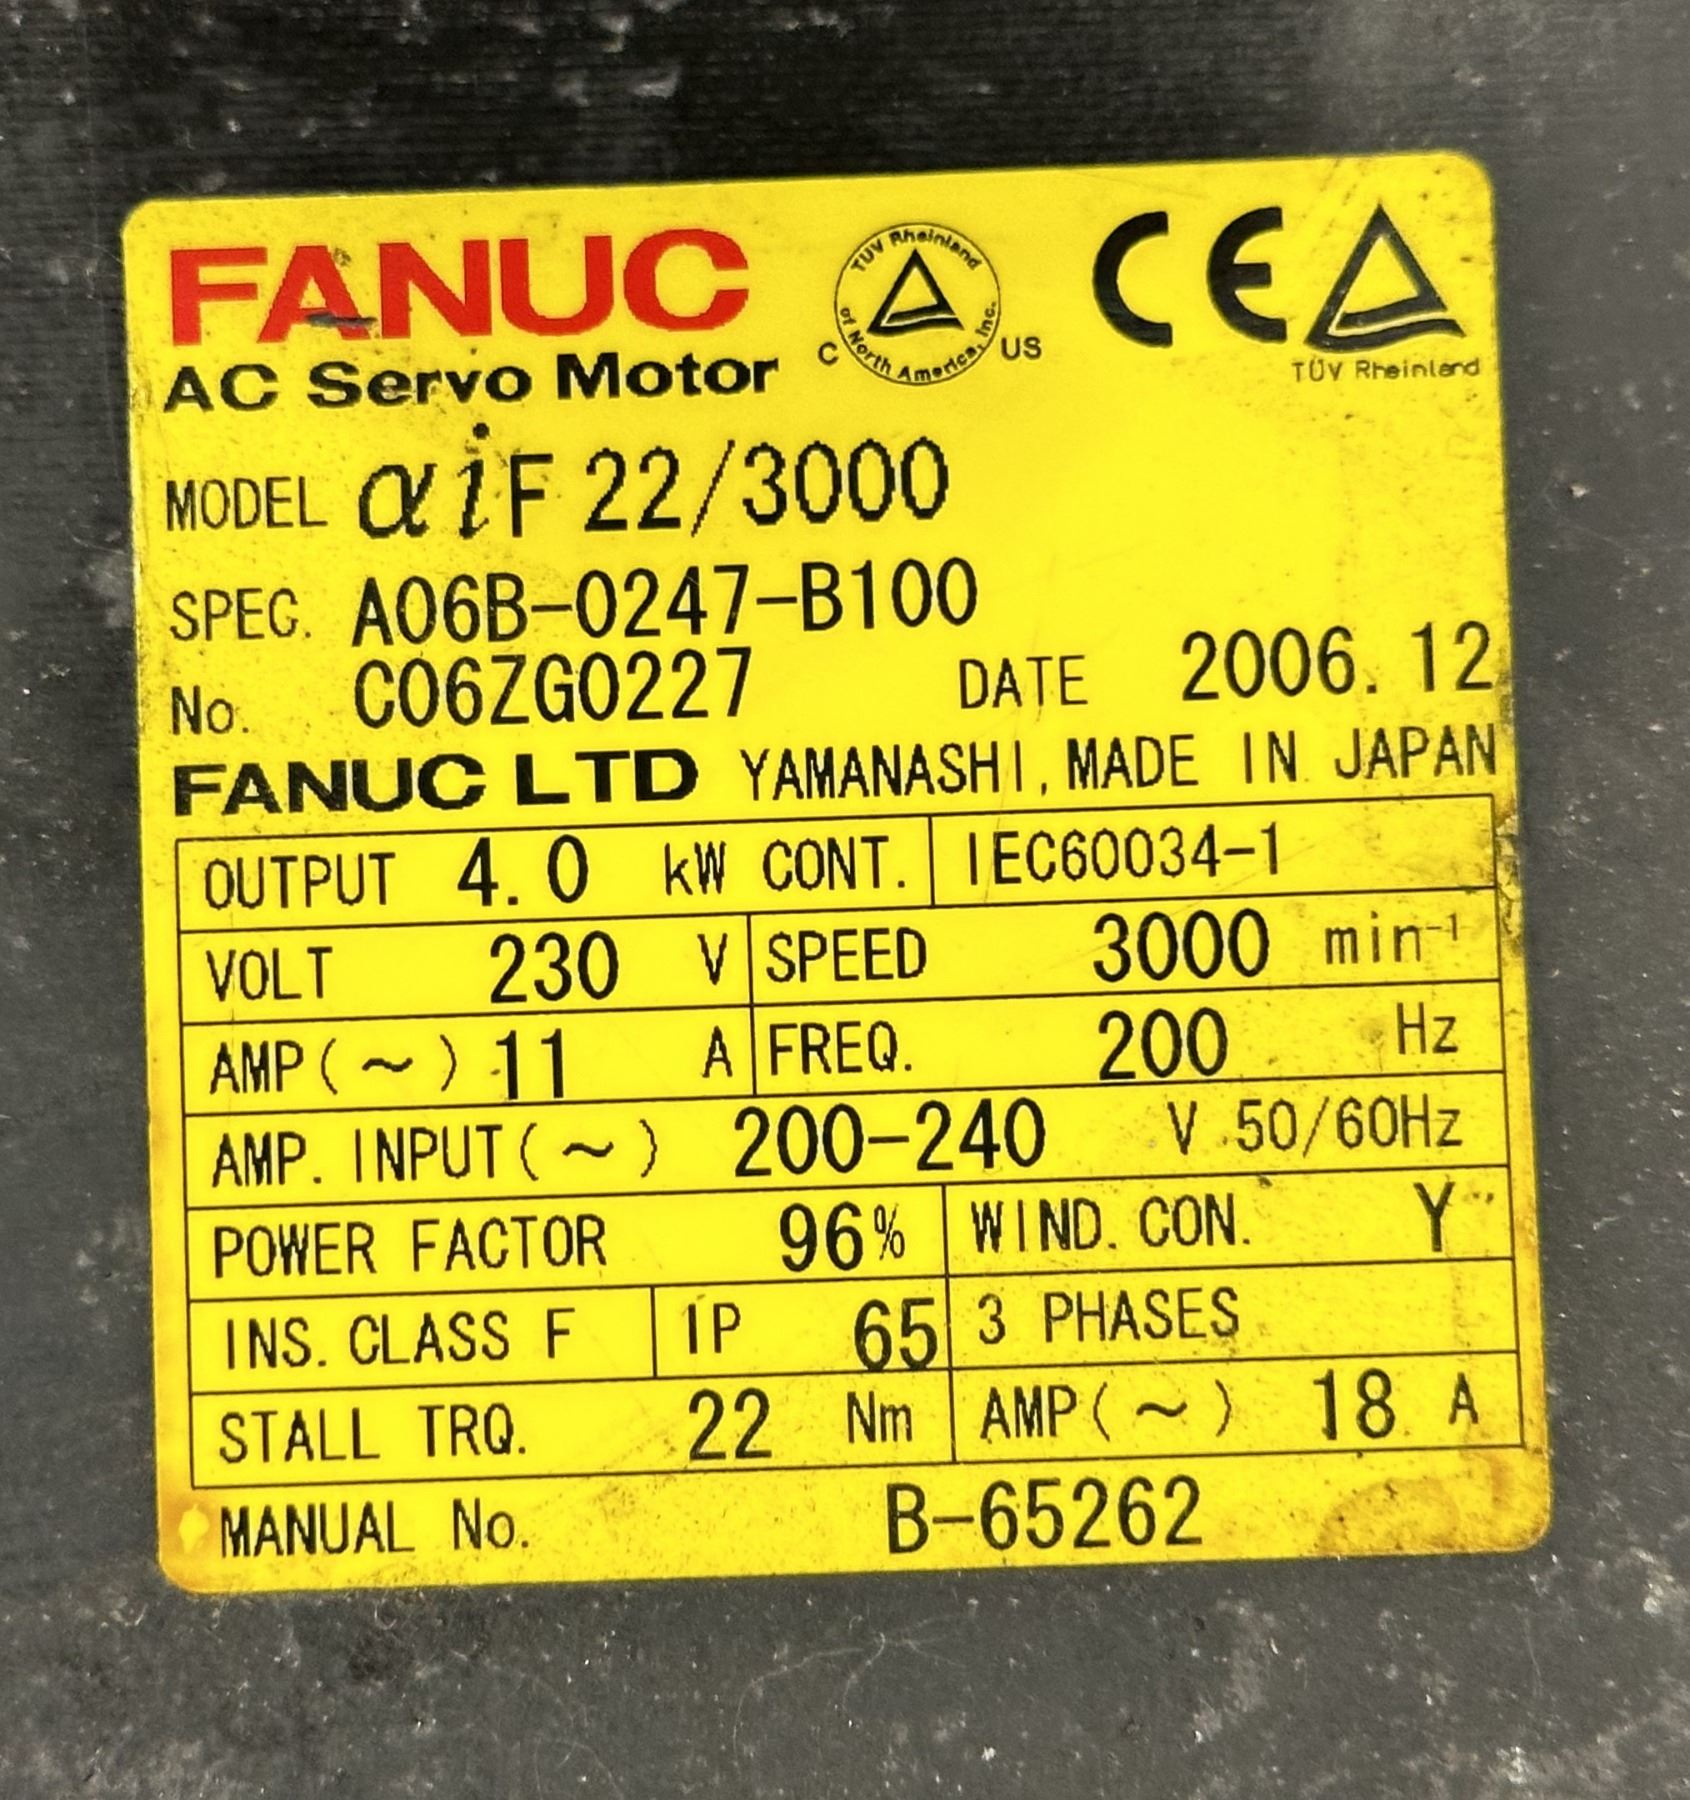 FANUC
TÜV Rheinland of North America, Inc.
C US
CE
TÜV Rheinland
AC Servo Motor
MODEL αiF 22/3000
SPEC. A06B-0247-B100
No. C06ZG0227 DATE 2006.12
FANUC LTD YAMANASHI, MADE IN JAPAN
OUTPUT 4.0 kW CONT. IEC60034-1
VOLT 230 V SPEED 3000 min⁻¹
AMP(~) 11 A FREQ. 200 Hz
AMP. INPUT(~) 200-240 V 50/60Hz
POWER FACTOR 96% WIND. CON. Y
INS. CLASS F IP 65 3 PHASES
STALL TRQ. 22 Nm AMP(~) 18 A
MANUAL No. B-65262